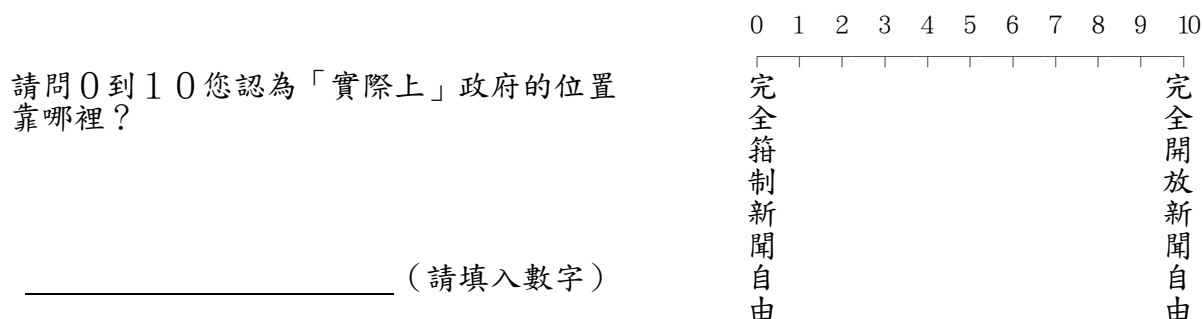 0 1 2 3 4 5 6 7 8 9 10
請問0到10您認為「實際上」政府的位置
靠哪裡？
（請填入數字）
完全箝制新聞自由
完全開放新聞自由